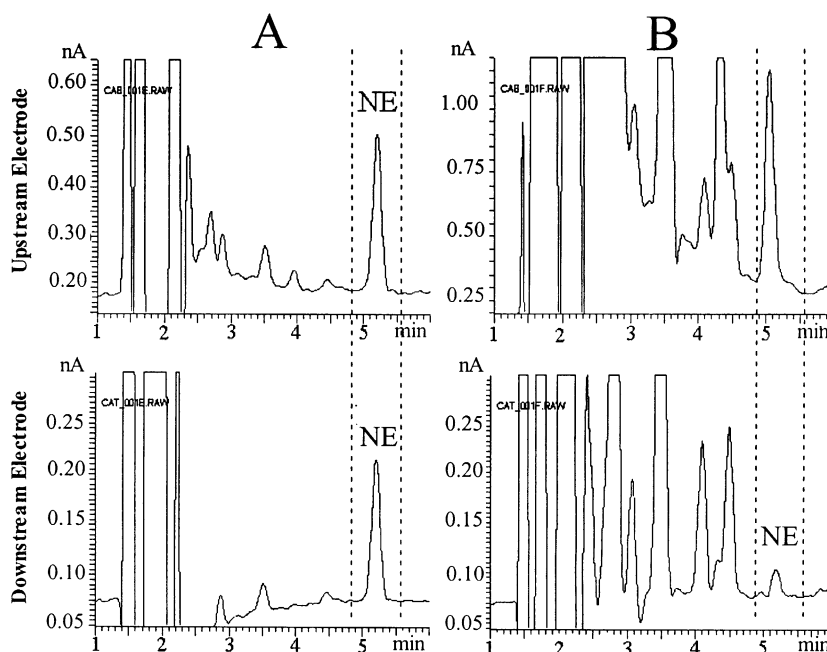 A
B
nA
nA
Upstream Electrode
0.60
0.50
0.40
0.30
0.20
CAB_001E.RAW
NE
1 2 3 4 5 min
1.00
0.75
0.50
0.25
CAB_001F.RAW
1 2 3 4 5 min
nA
nA
Downstream Electrode
0.25
0.20
0.15
0.10
0.05
CAT_001E.RAW
NE
1 2 3 4 5 min
0.25
0.20
0.15
0.10
0.05
CAT_001F.RAW
NE
1 2 3 4 5 min